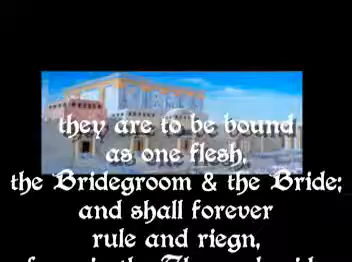 they are to be bound
as one flesh,
the Bridegroom & the Bride;
and shall forever
rule and riegn,